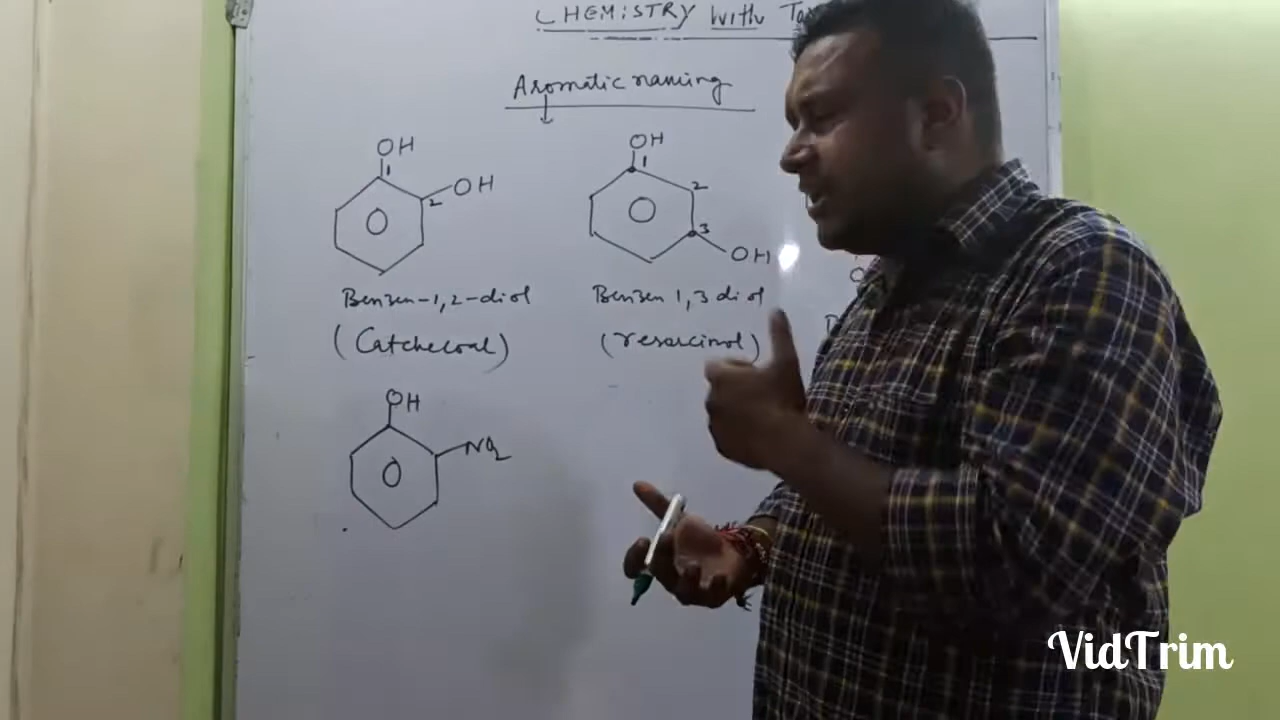 CHEMISTRY With
Aromatic naming
OH
1
OH
2
Benzen-1,2-diol
(Catchecoal)
OH
1
2
3
OH
Benzen 1,3 diol
(resorcinol)
OH
NO2
VidTrim